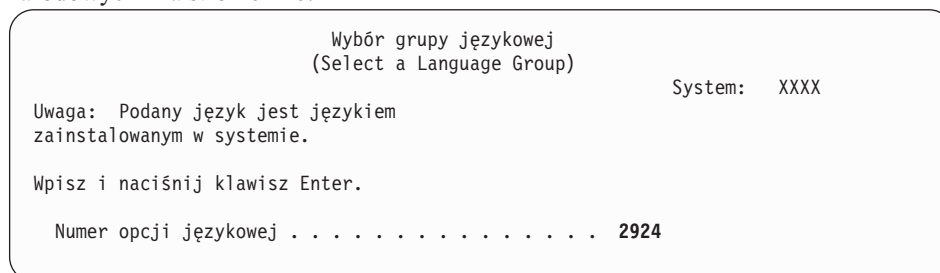 Wybór grupy językowej
(Select a Language Group)
System: XXXX
Uwaga: Podany język jest językiem
zainstalowanym w systemie.
Wpisz i naciśnij klawisz Enter.
Numer opcji językowej . . . . . . . . . . . . . . . 2924